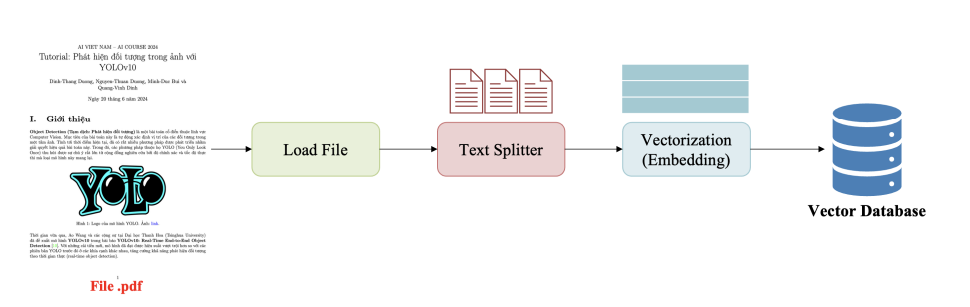 AI VIET NAM – AI COURSE 2024
Tutorial: Phát hiện đối tượng trong ảnh với
YOLOv10
Dinh-Thang Duong, Nguyen-Thuan Duong, Minh-Duc Bui và
Quang-Vinh Dinh
Ngày 20 tháng 6 năm 2024
I. Giới thiệu
Object Detection (Tạm dịch: Phát hiện đối tượng) là một bài toán cổ điển thuộc lĩnh vực
Computer Vision. Mục tiêu của bài toán này là tự động xác định vị trí của các đối tượng trong
một tấm ảnh. Tính tới thời điểm hiện tại, đã có rất nhiều phương pháp được phát triển nhằm
giải quyết hiệu quả bài toán này. Trong đó, các phương pháp thuộc họ YOLO (You Only Look
Once) thu hút được sự chú ý rất lớn từ cộng đồng nghiên cứu bởi độ chính xác và tốc độ thực
thi mà loại mô hình này mang lại.
YOLO
Hình 1: Logo của mô hình YOLO. Ảnh: link.
Thời gian vừa qua, Ao Wang và các cộng sự tại Đại học Thanh Hoa (Tsinghua University)
đã đề xuất mô hình YOLOv10 trong bài báo YOLOv10: Real-Time End-to-End Object
Detection [1]. Với những cải tiến mới, mô hình đã đạt được hiệu suất vượt trội hơn so với các
phiên bản YOLO trước đó ở các khía cạnh khác nhau, tăng cường khả năng phát hiện đối tượng
theo thời gian thực (real-time object detection).
1
File .pdf
Load File
Text Splitter
Vectorization
(Embedding)
Vector Database